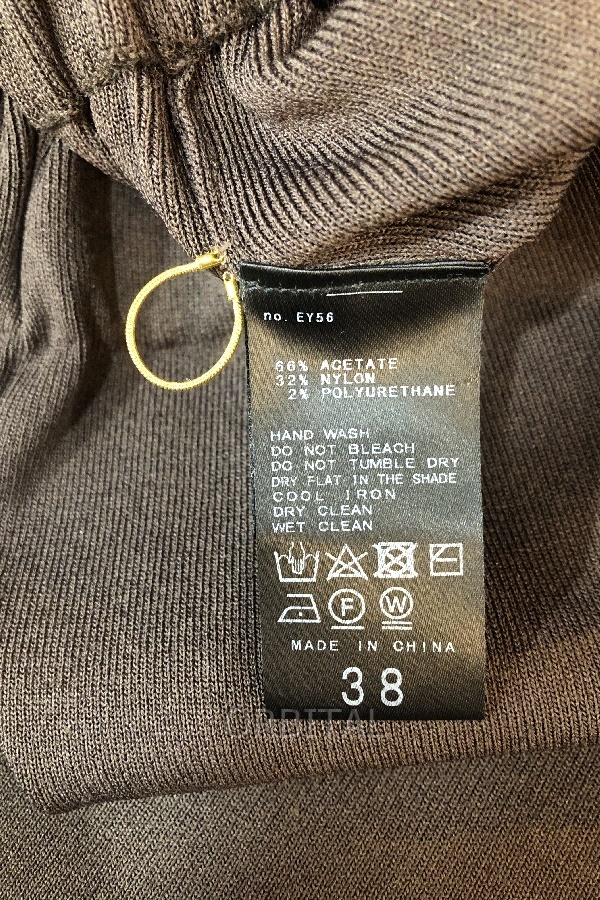 no. EY56
66% ACETATE
32% NYLON
2% POLYURETHANE
HAND WASH
DO NOT BLEACH
DO NOT TUMBLE DRY
DRY FLAT IN THE SHADE
COOL IRON
DRY CLEAN
WET CLEAN
F W
MADE IN CHINA
38
ORBITAL